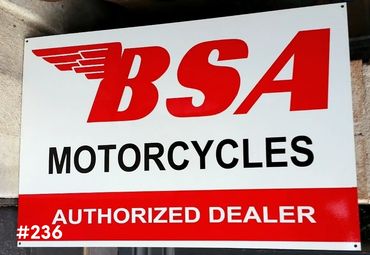 BSA
MOTORCYCLES
AUTHORIZED DEALER
#236